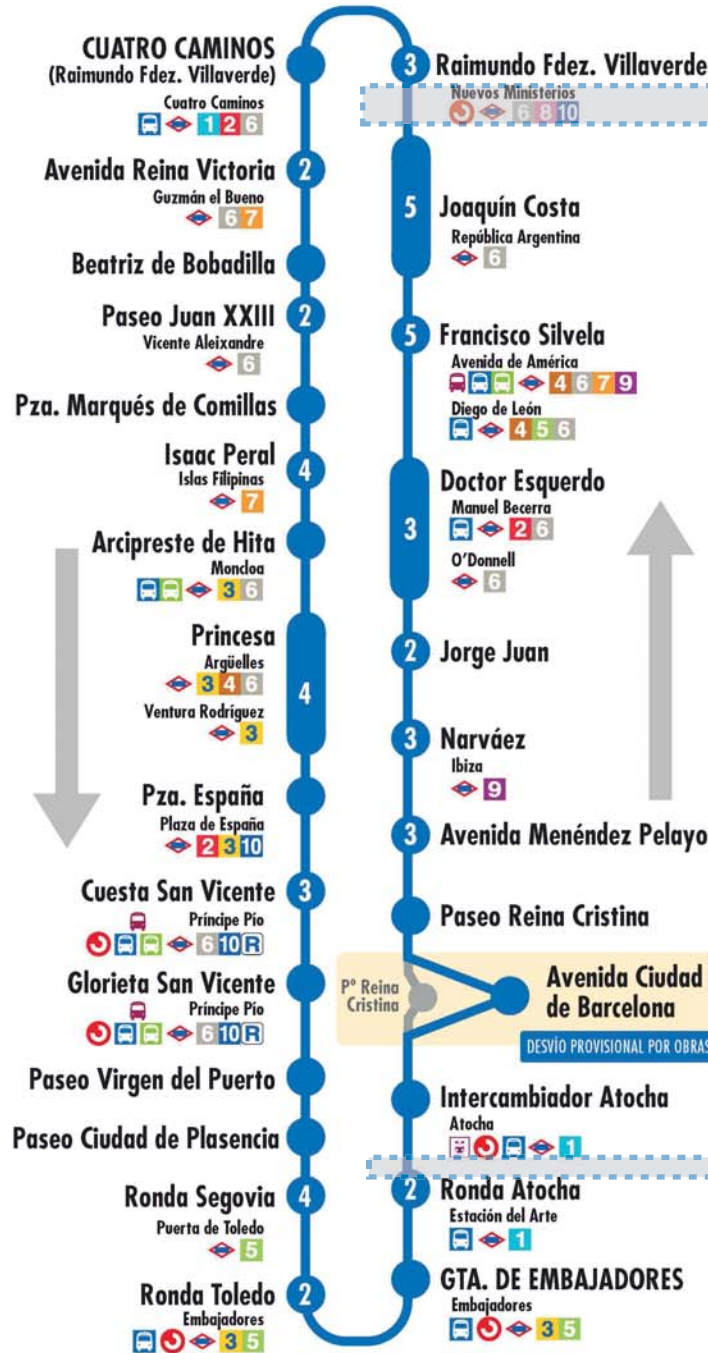 CUATRO CAMINOS
(Raimundo Fdez. Villaverde)
Cuatro Caminos
1 2 6
2
Avenida Reina Victoria
Guzmán el Bueno
6 7
Beatriz de Bobadilla
2
Paseo Juan XXIII
Vicente Aleixandre
6
Pza. Marqués de Comillas
4
Isaac Peral
Islas Filipinas
7
Arcipreste de Hita
Moncloa
3 6
4
Princesa
Argüelles
3 4 6
Ventura Rodríguez
3
Pza. España
Plaza de España
2 3 10
3
Cuesta San Vicente
Príncipe Pío
6 10 R
Glorieta San Vicente
Príncipe Pío
6 10 R
Paseo Virgen del Puerto
Paseo Ciudad de Plasencia
4
Ronda Segovia
Puerta de Toledo
5
2
Ronda Toledo
Embajadores
3 5
3 Raimundo Fdez. Villaverde
Nuevos Ministerios
6 8 10
5 Joaquín Costa
República Argentina
6
5 Francisco Silvela
Avenida de América
4 6 7 9
Diego de León
4 5 6
Doctor Esquerdo
Manuel Becerra
2 6
3
O'Donnell
6
2 Jorge Juan
3 Narváez
Ibiza
9
3 Avenida Menéndez Pelayo
Paseo Reina Cristina
Pº Reina
Cristina
Avenida Ciudad
de Barcelona
DESVÍO PROVISIONAL POR OBRAS
Intercambiador Atocha
Atocha
1
2 Ronda Atocha
Estación del Arte
1
GTA. DE EMBAJADORES
Embajadores
3 5